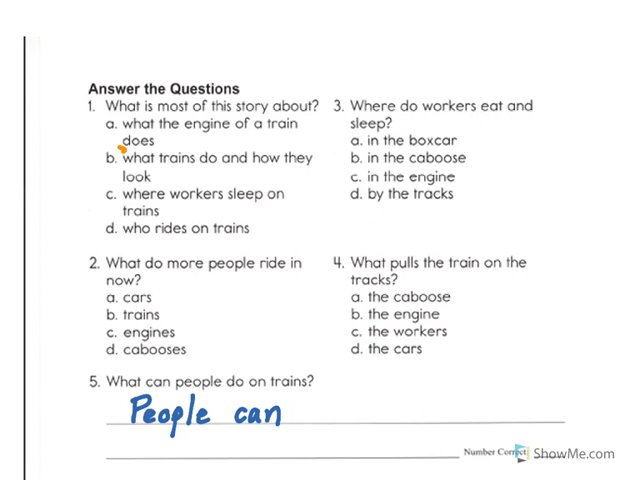 Answer the Questions
1. What is most of this story about?
a. what the engine of a train
does
b. what trains do and how they
look
c. where workers sleep on
trains
d. who rides on trains
2. What do more people ride in
now?
a. cars
b. trains
c. engines
d. cabooses
3. Where do workers eat and
sleep?
a. in the boxcar
b. in the caboose
c. in the engine
d. by the tracks
4. What pulls the train on the
tracks?
a. the caboose
b. the engine
c. the workers
d. the cars
5. What can people do on trains?
People can
Number Correct
ShowMe.com